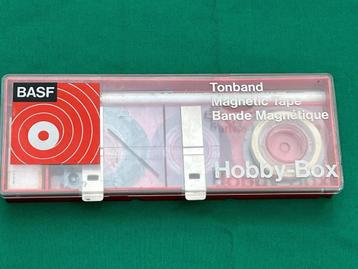 BASF
Tonband
Magnetic Tape
Bande Magnétique
Hobby-Box